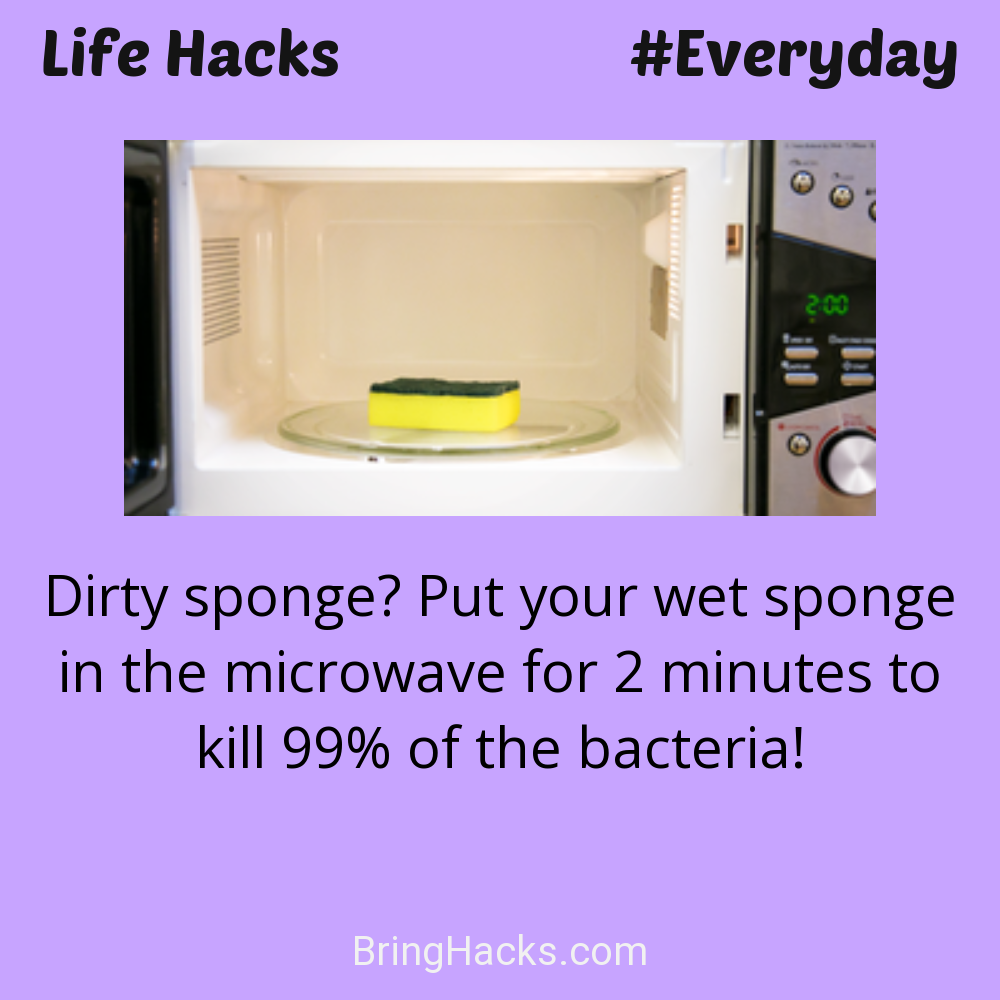 Life Hacks #Everyday
2:00
Dirty sponge? Put your wet sponge
in the microwave for 2 minutes to
kill 99% of the bacteria!
BringHacks.com